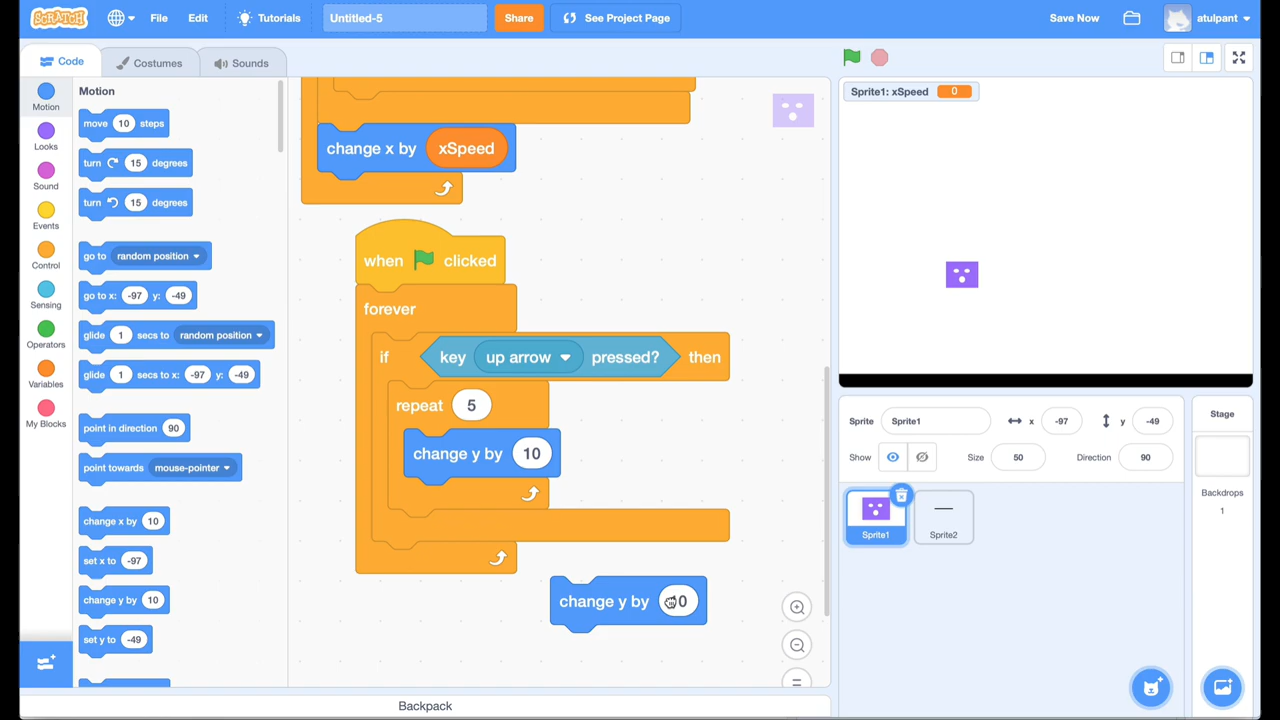 SCRATCH
File
Edit
Tutorials
Untitled-5
Share
See Project Page
Save Now
atulpant
Code
Costumes
Sounds
Motion
Looks
Sound
Events
Control
Sensing
Operators
Variables
My Blocks
Motion
move 10 steps
turn 15 degrees
turn 15 degrees
go to random position
go to x: -97 y: -49
glide 1 secs to random position
glide 1 secs to x: -97 y: -49
point in direction 90
point towards mouse-pointer
change x by 10
set x to -97
change y by 10
set y to -49
change x by xSpeed
when clicked
forever
if key up arrow pressed? then
repeat 5
change y by 10
change y by
Backpack
Sprite1: xSpeed 0
Sprite Sprite1 x -97 y -49
Show Size 50 Direction 90
Sprite1
Sprite2
Stage
Backdrops
1